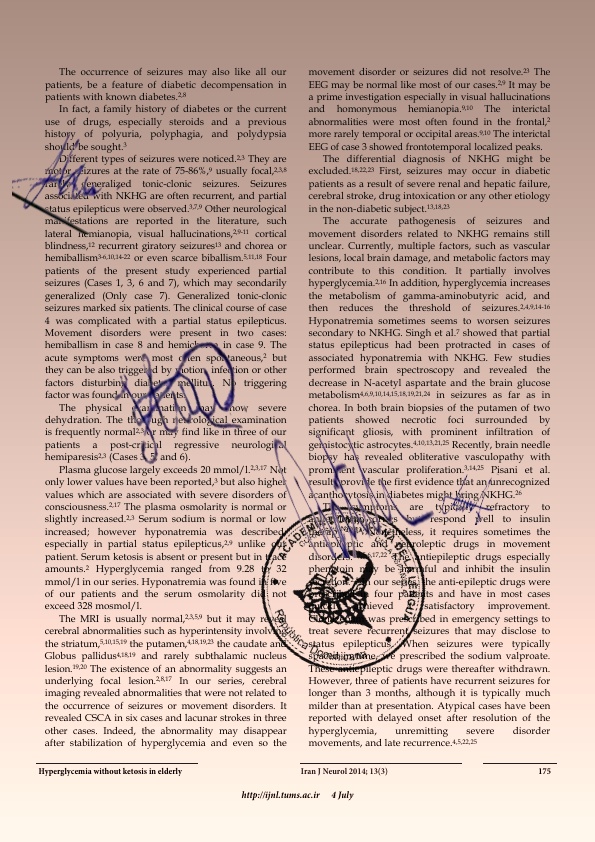 The occurrence of seizures may also like all our
patients, be a feature of diabetic decompensation in
patients with known diabetes.2,8
In fact, a family history of diabetes or the current
use of drugs, especially steroids and a previous
history of polyuria, polyphagia, and polydypsia
should be sought.3
Different types of seizures were noticed.2,3 They are
motor seizures at the rate of 75-86%,9 usually focal,2,3,8
rarely generalized tonic-clonic seizures. Seizures
associated with NKHG are often recurrent, and partial
status epilepticus were observed.3,7,9 Other neurological
manifestations are reported in the literature, such
lateral hemianopia, visual hallucinations,2,9-11 cortical
blindness,12 recurrent giratory seizures13 and chorea or
hemiballism3-6,10,14-22 or even scarce biballism.5,11,18 Four
patients of the present study experienced partial
seizures (Cases 1, 3, 6 and 7), which may secondarily
generalized (Only case 7). Generalized tonic-clonic
seizures marked six patients. The clinical course of case
4 was complicated with a partial status epilepticus.
Movement disorders were present in two cases:
hemiballism in case 8 and hemichorea in case 9. The
acute symptoms were most often spontaneous,2 but
they can be also triggered by motion infection or other
factors disturbing diabetes mellitus. No triggering
factor was found in our patients.
The physical examination may show severe
dehydration. The thorough neurological examination
is frequently normal2,3 or may find like in three of our
patients a post-critical regressive neurological
hemiparesis2,3 (Cases 3, 5 and 6).
Plasma glucose largely exceeds 20 mmol/l.2,3,17 Not
only lower values have been reported,3 but also higher
values which are associated with severe disorders of
consciousness.2,17 The plasma osmolarity is normal or
slightly increased.2,3 Serum sodium is normal or low
increased; however hyponatremia was described
especially in partial status epilepticus,2,9 unlike our
patient. Serum ketosis is absent or present but in trace
amounts.2 Hyperglycemia ranged from 9.28 to 32
mmol/l in our series. Hyponatremia was found in five
of our patients and the serum osmolarity did not
exceed 328 mosmol/l.
The MRI is usually normal,2,3,5,9 but it may reveal
cerebral abnormalities such as hyperintensity involving
the striatum,5,10,15,19 the putamen,4,18,19,23 the caudate and
Globus pallidus4,18,19 and rarely subthalamic nucleus
lesion.19,20 The existence of an abnormality suggests an
underlying focal lesion.2,8,17 In our series, cerebral
imaging revealed abnormalities that were not related to
the occurrence of seizures or movement disorders. It
revealed CSCA in six cases and lacunar strokes in three
other cases. Indeed, the abnormality may disappear
after stabilization of hyperglycemia and even so the
movement disorder or seizures did not resolve.23 The
EEG may be normal like most of our cases.2,9 It may be
a prime investigation especially in visual hallucinations
and homonymous hemianopia.9,10 The interictal
abnormalities were most often found in the frontal,2
more rarely temporal or occipital areas.9,10 The interictal
EEG of case 3 showed frontotemporal localized peaks.
The differential diagnosis of NKHG might be
excluded.18,22,23 First, seizures may occur in diabetic
patients as a result of severe renal and hepatic failure,
cerebral stroke, drug intoxication or any other etiology
in the non-diabetic subject.13,18,23
The accurate pathogenesis of seizures and
movement disorders related to NKHG remains still
unclear. Currently, multiple factors, such as vascular
lesions, local brain damage, and metabolic factors may
contribute to this condition. It partially involves
hyperglycemia.2,16 In addition, hyperglycemia increases
the metabolism of gamma-aminobutyric acid, and
then reduces the threshold of seizures.2,4,9,14-16
Hyponatremia sometimes seems to worsen seizures
secondary to NKHG. Singh et al.7 showed that partial
status epilepticus had been protracted in cases of
associated hyponatremia with NKHG. Few studies
performed brain spectroscopy and revealed the
decrease in N-acetyl aspartate and the brain glucose
metabolism4,6,9,10,14,15,18,19,21,24 in seizures as far as in
chorea. In both brain biopsies of the putamen of two
patients showed necrotic foci surrounded by
significant gliosis, with prominent infiltration of
gemistocytic astrocytes.4,10,13,21,25 Recently, brain needle
biopsy has revealed obliterative vasculopathy with
prominent vascular proliferation.3,14,25 Pisani et al.
results provide the first evidence that an unrecognized
acanthocytosis in diabetes might bring NKHG.26
symptoms are typically refractory to
respond well to insulin
it requires sometimes the
antiepileptic and neuroleptic drugs in movement
disorders. The antiepileptic drugs especially
phenytoin may be harmful and inhibit the insulin
our series, the anti-epileptic drugs were
four patients and have in most cases
achieved satisfactory improvement.
was prescribed in emergency settings to
treat severe recurrent seizures that may disclose to
status epilepticus. When seizures were typically
we prescribed the sodium valproate.
These antiepileptic drugs were thereafter withdrawn.
However, three of patients have recurrent seizures for
longer than 3 months, although it is typically much
milder than at presentation. Atypical cases have been
reported with delayed onset after resolution of the
hyperglycemia, unremitting severe disorder
movements, and late recurrence.4,5,22,25
Hyperglycemia without ketosis in elderly
Iran J Neurol 2014; 13(3)
175
http://ijnl.tums.ac.ir 4 July